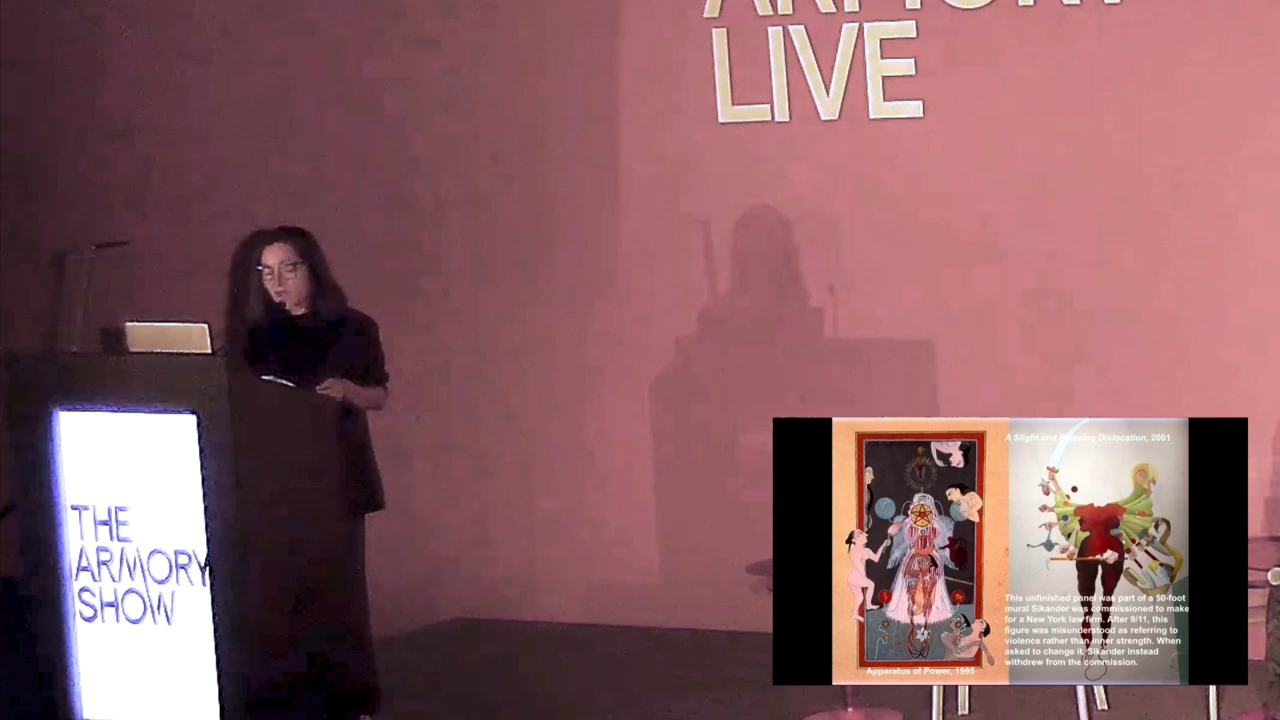 LIVE
THE
ARMORY
SHOW
A Slight and Dislocation, 2001
This unfinished panel was part of a 50-foot
mural Sikander was commissioned to make
for a New York law firm. After 9/11, this
figure was misunderstood as referring to
violence rather than inner strength. When
asked to change it, Sikander instead
withdrew from the commission.
Apparatus of Power, 1995